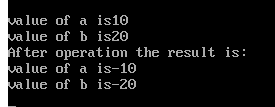 value of a is10
value of b is20
After operation the result is:
value of a is-10
value of b is-20